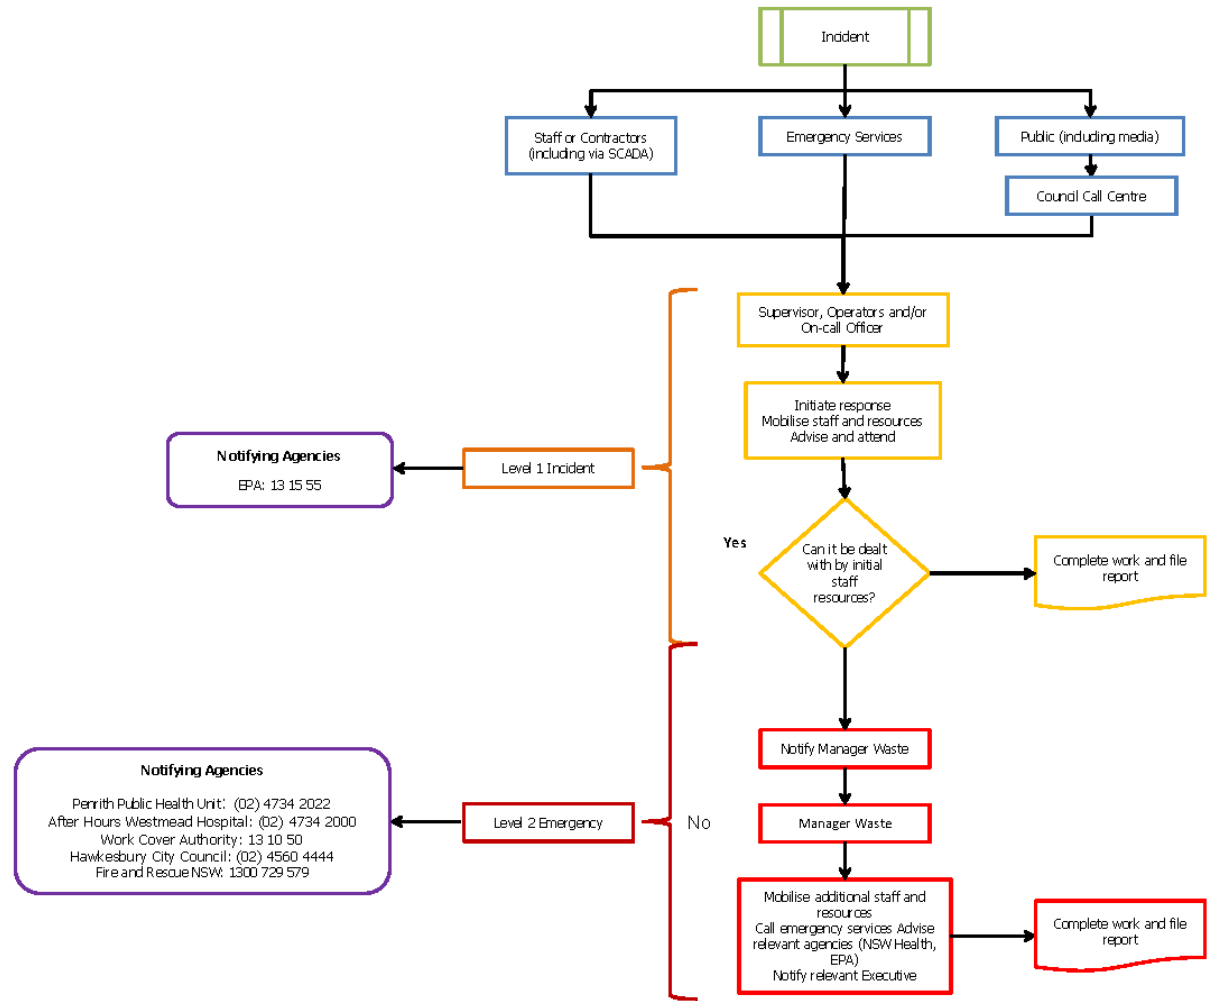 Incident
Staff or Contractors
(including via SCADA)
Emergency Services
Public (including media)
Council Call Centre
Supervisor, Operators and/or
On-call Officer
Initiate response
Mobilise staff and resources
Advise and attend
Notifying Agencies
EPA: 13 15 55
Level 1 Incident
Yes
Can it be dealt
with by initial
staff
resources?
Complete work and file
report
Notify Manager Waste
Notifying Agencies
Penrith Public Health Unit: (02) 4734 2022
After Hours Westmead Hospital: (02) 4734 2000
Work Cover Authority: 13 10 50
Hawkesbury City Council: (02) 4560 4444
Fire and Rescue NSW: 1300 729 579
Level 2 Emergency
No
Manager Waste
Mobilise additional staff and
resources
Call emergency services Advise
relevant agencies (NSW Health,
EPA)
Notify relevant Executive
Complete work and file
report